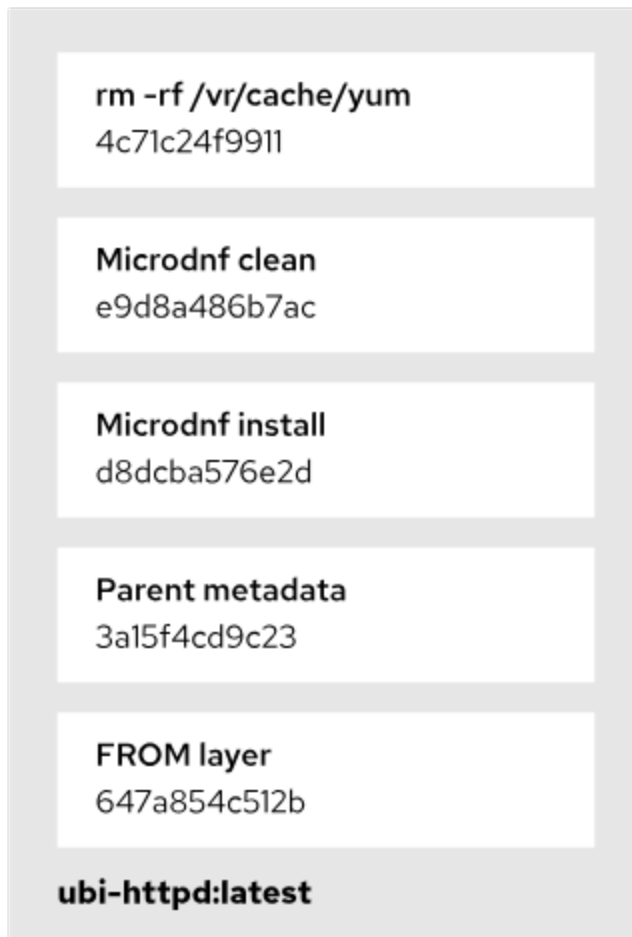 rm -rf /vr/cache/yum
4c71c24f9911
Microdnf clean
e9d8a486b7ac
Microdnf install
d8dcba576e2d
Parent metadata
3a15f4cd9c23
FROM layer
647a854c512b
ubi-httpd:latest